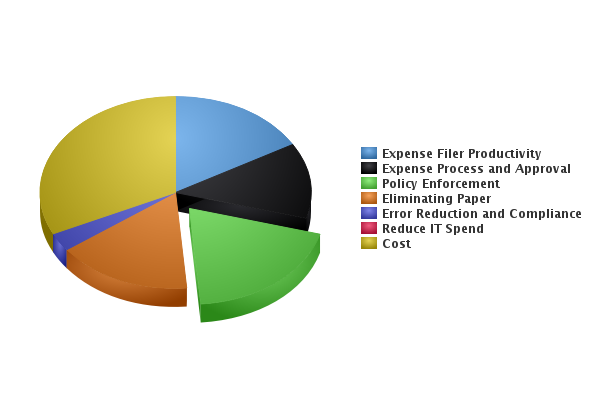 Expense Filer Productivity
Expense Process and Approval
Policy Enforcement
Eliminating Paper
Error Reduction and Compliance
Reduce IT Spend
Cost